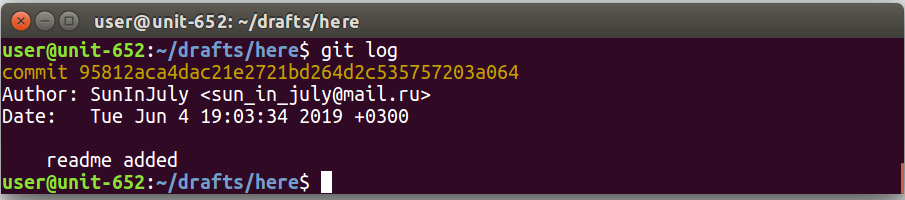 user@unit-652: ~/drafts/here
user@unit-652:~/drafts/here$ git log
commit 95812aca4dac21e2721bd264d2c535757203a064
Author: SunInJuly <sun_in_july@mail.ru>
Date:   Tue Jun 4 19:03:34 2019 +0300
    readme added
user@unit-652:~/drafts/here$